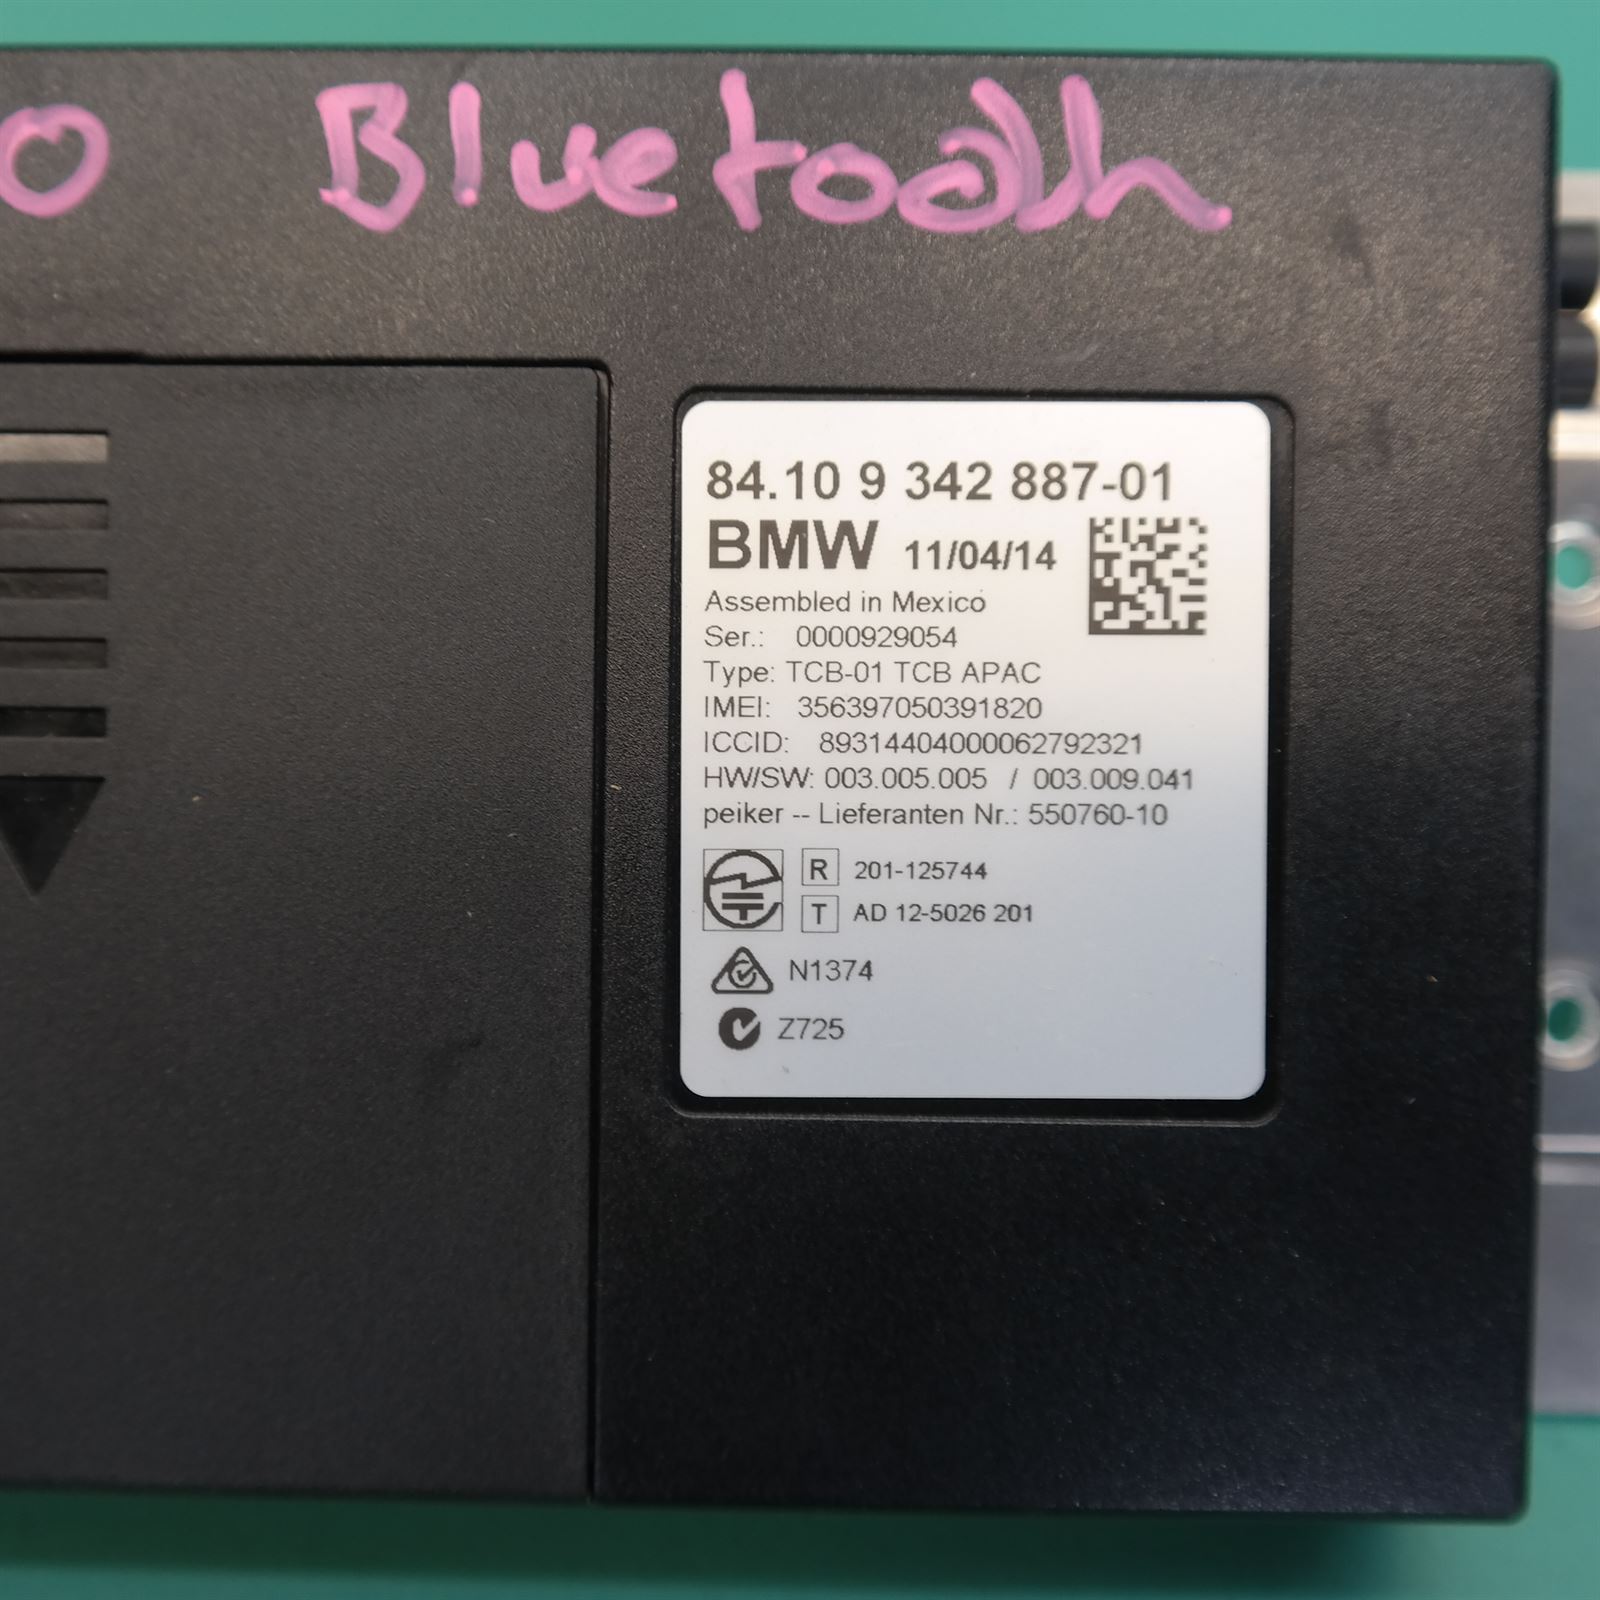 o Bluetooth
84.10 9 342 887-01
BMW 11/04/14
Assembled in Mexico
Ser.: 0000929054
Type: TCB-01 TCB APAC
IMEI: 356397050391820
ICCID: 89314404000062792321
HW/SW: 003.005.005 / 003.009.041
peiker -- Lieferanten Nr.: 550760-10
R 201-125744
T AD 12-5026 201
N1374
Z725